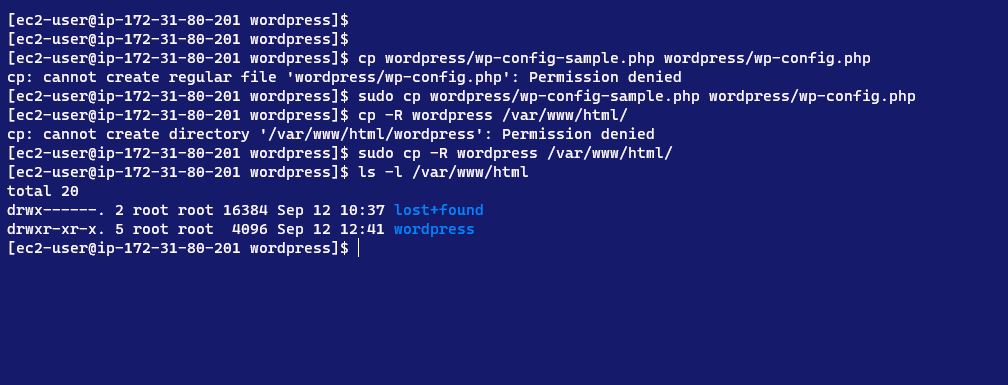 [ec2-user@ip-172-31-80-201 wordpress]$
[ec2-user@ip-172-31-80-201 wordpress]$
[ec2-user@ip-172-31-80-201 wordpress]$ cp wordpress/wp-config-sample.php wordpress/wp-config.php
cp: cannot create regular file 'wordpress/wp-config.php': Permission denied
[ec2-user@ip-172-31-80-201 wordpress]$ sudo cp wordpress/wp-config-sample.php wordpress/wp-config.php
[ec2-user@ip-172-31-80-201 wordpress]$ cp -R wordpress /var/www/html/
cp: cannot create directory '/var/www/html/wordpress': Permission denied
[ec2-user@ip-172-31-80-201 wordpress]$ sudo cp -R wordpress /var/www/html/
[ec2-user@ip-172-31-80-201 wordpress]$ ls -l /var/www/html
total 20
drwx------. 2 root root 16384 Sep 12 10:37 lost+found
drwxr-xr-x. 5 root root  4096 Sep 12 12:41 wordpress
[ec2-user@ip-172-31-80-201 wordpress]$